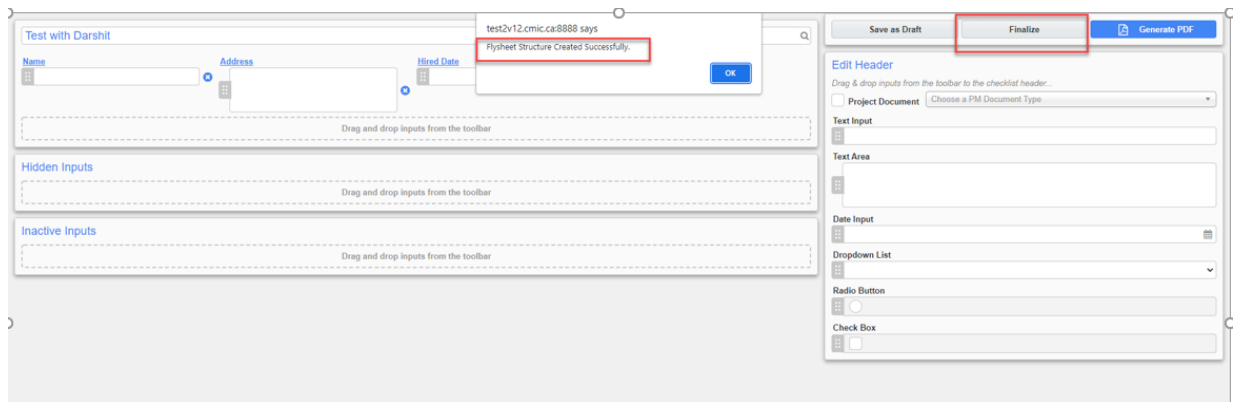 Test with Darshit
Name
Address
Hired Date
Drag and drop inputs from the toolbar
Hidden Inputs
Drag and drop inputs from the toolbar
Inactive Inputs
Drag and drop inputs from the toolbar
test2v12.cmic.ca:8888 says
Flysheet Structure Created Successfully.
OK
Save as Draft
Finalize
Generate PDF
Edit Header
Drag & drop inputs from the toolbar to the checklist header...
Project Document
Choose a PM Document Type
Text Input
Text Area
Date Input
Dropdown List
Radio Button
Check Box